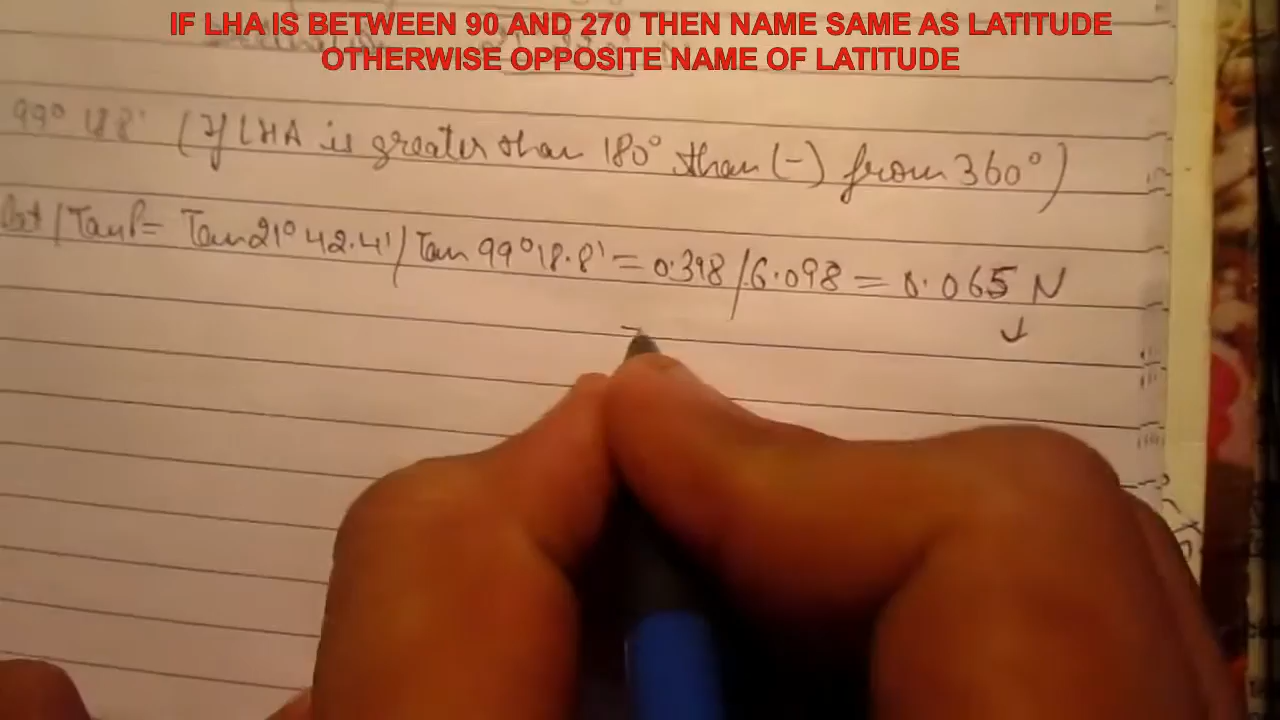 IF LHA IS BETWEEN 90 AND 270 THEN NAME SAME AS LATITUDE
OTHERWISE OPPOSITE NAME OF LATITUDE
99° 18.8' (If LHA is greater than 180° than (-) from 360°)
Lat / Tan P = Tan 21° 42.4' / Tan 99° 18.8' = 0.398 / 6.098 = 0.065 N
↓